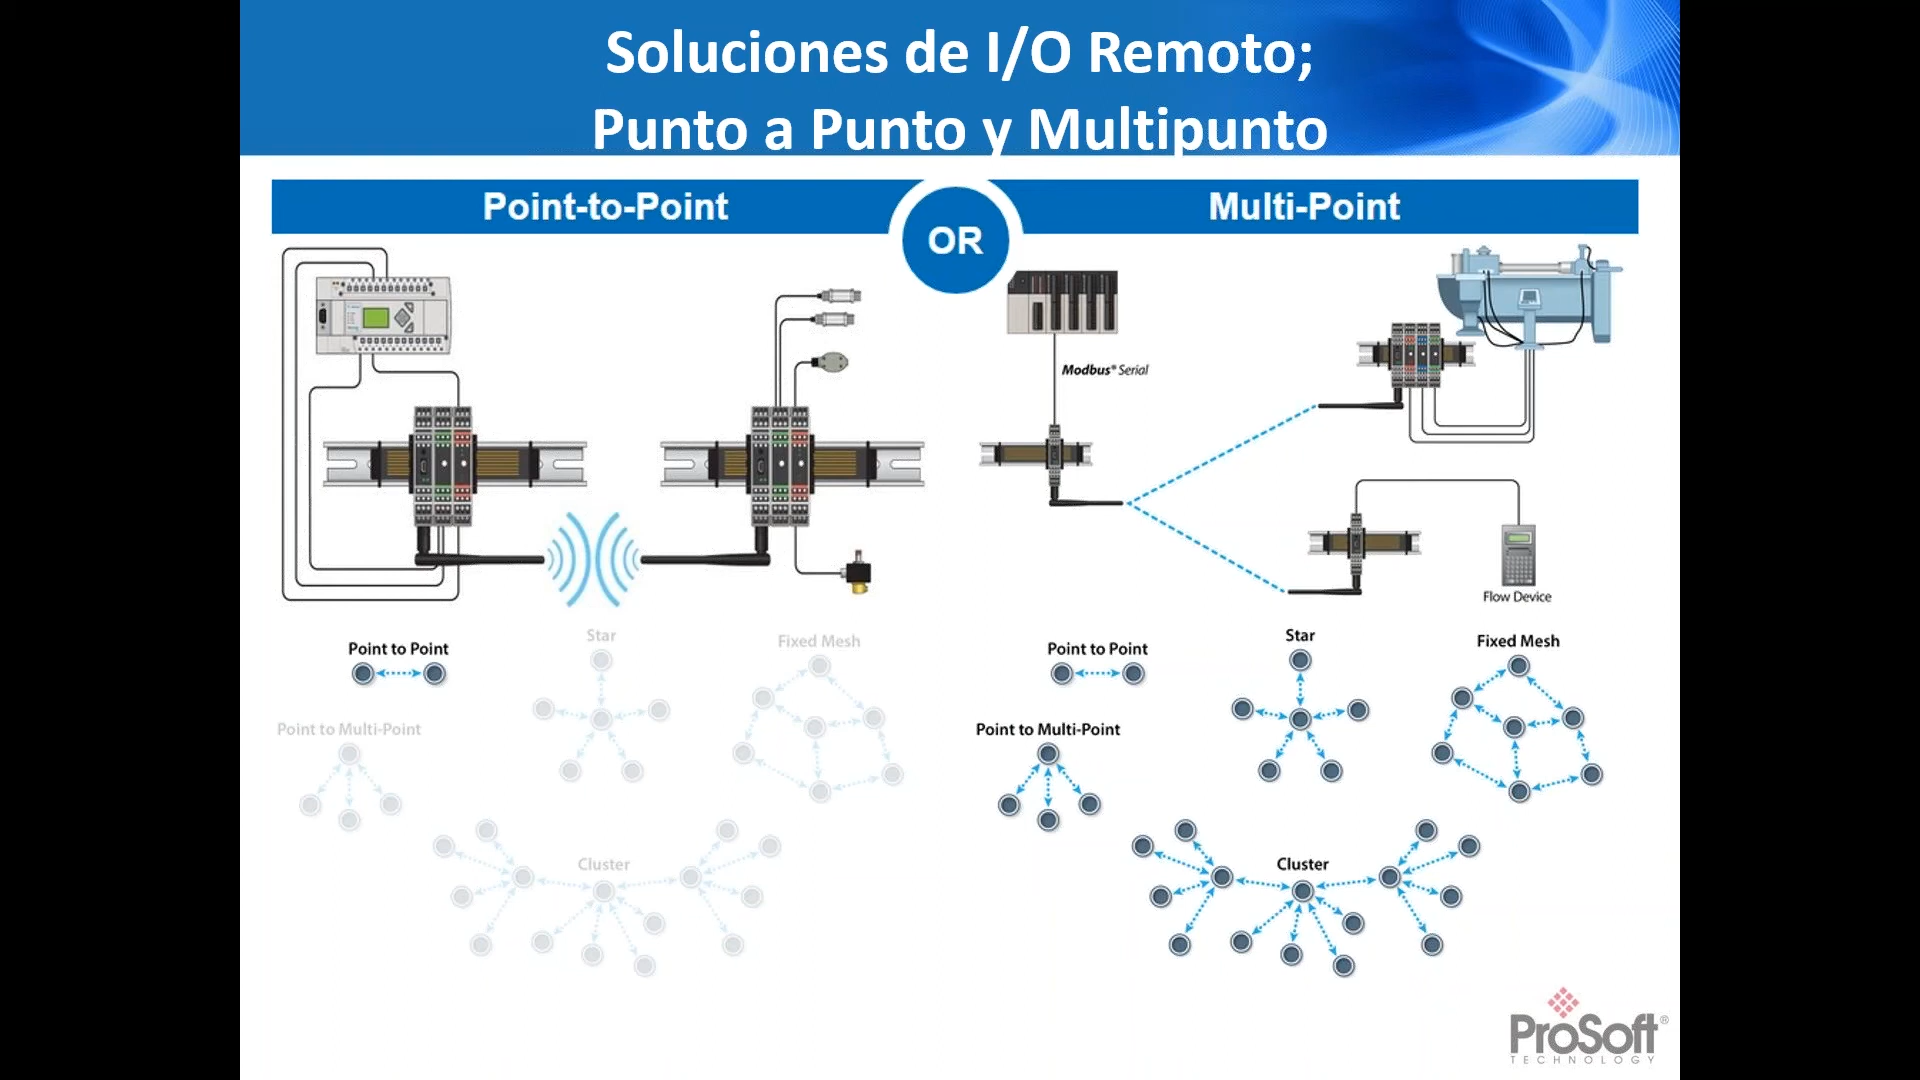 Soluciones de I/O Remoto;
Punto a Punto y Multipunto
Point-to-Point
OR
Multi-Point
Modbus® Serial
Flow Device
Point to Point
Star
Fixed Mesh
Point to Multi-Point
Cluster
Point to Point
Star
Fixed Mesh
Point to Multi-Point
Cluster
ProSoft®
TECHNOLOGY